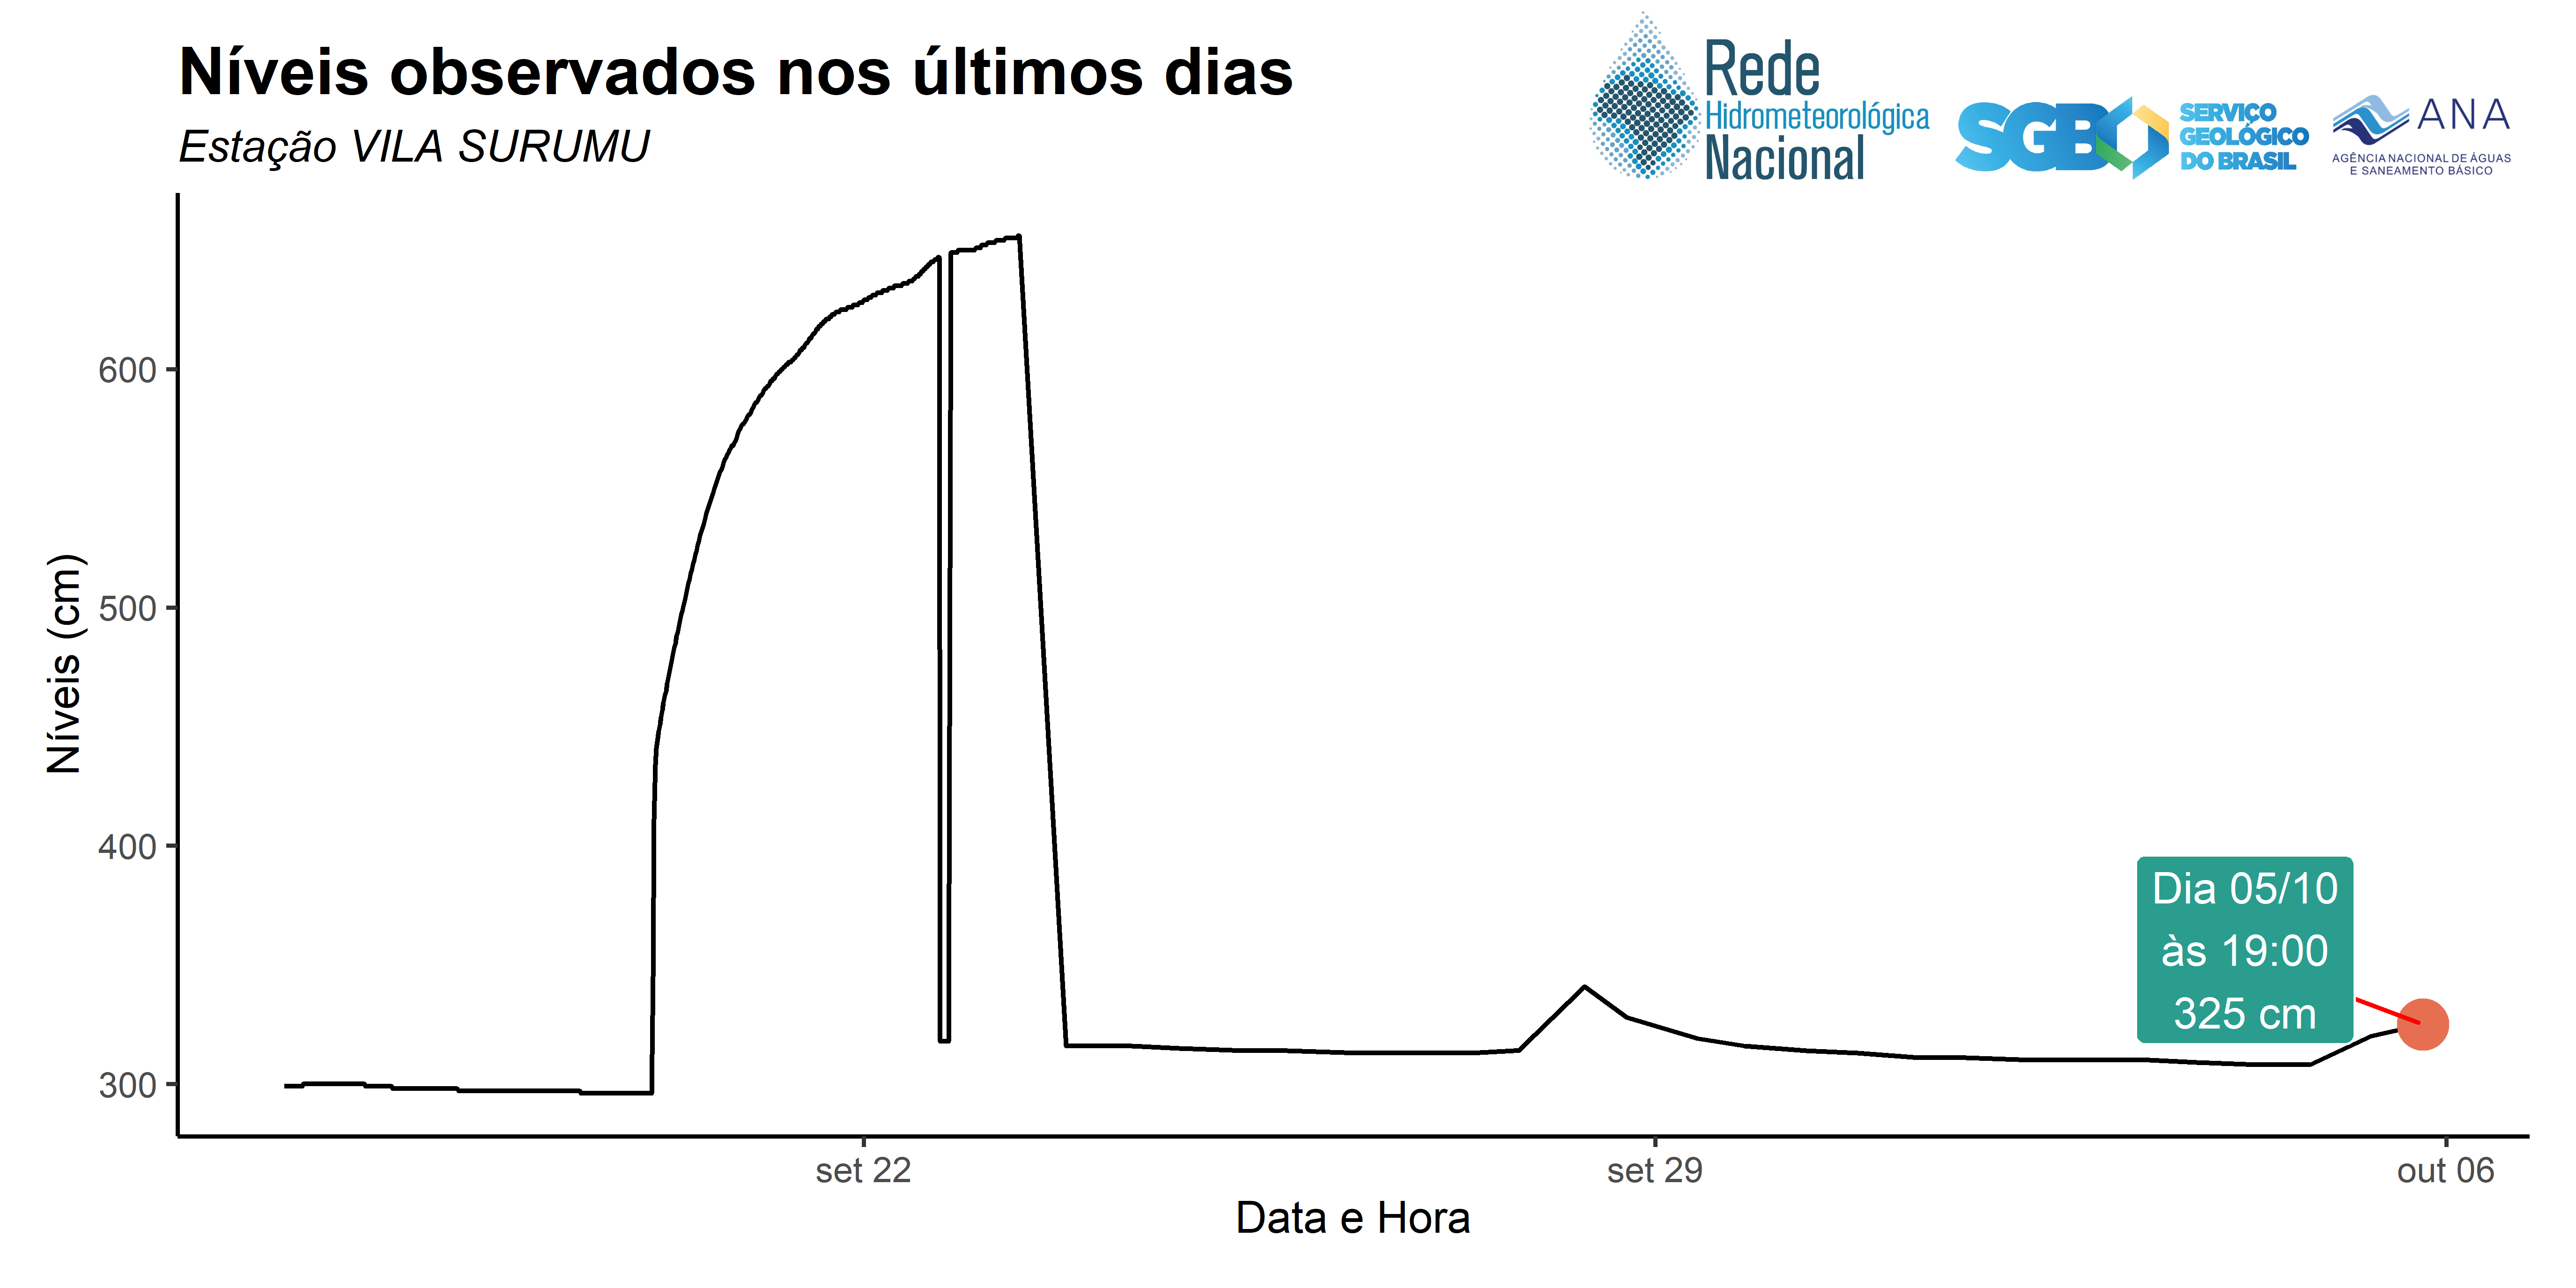 Níveis observados nos últimos dias
Estação VILA SURUMU
Rede
Hidrometeorológica
Nacional
SGB
SERVIÇO
GEOLÓGICO
DO BRASIL
ANA
AGÊNCIA NACIONAL DE ÁGUAS
E SANEAMENTO BÁSICO
Níveis (cm)
600
500
400
300
Dia 05/10
às 19:00
325 cm
set 22
set 29
out 06
Data e Hora